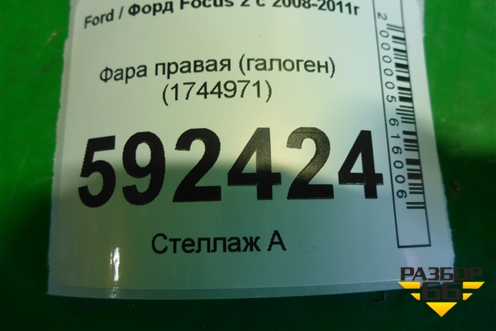 Ford / Форд Focus 2 с 2008-2011г
Фара правая (галоген)
(1744971)
592424
Стеллаж А
2000005616006
РАЗБОР
66